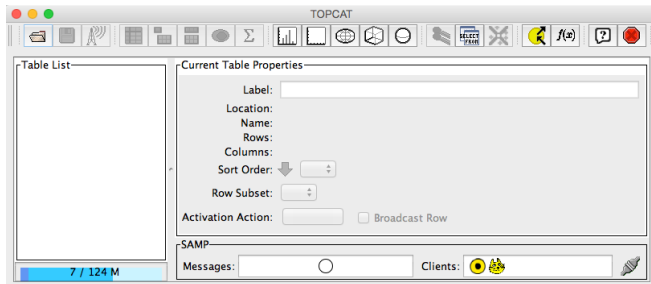 TOPCAT
Σ
SELECT
FROM
f(x)
?
Table List
Current Table Properties
Label:
Location:
Name:
Rows:
Columns:
Sort Order:
Row Subset:
Activation Action:
Broadcast Row
SAMP
Messages:
Clients:
7 / 124 M